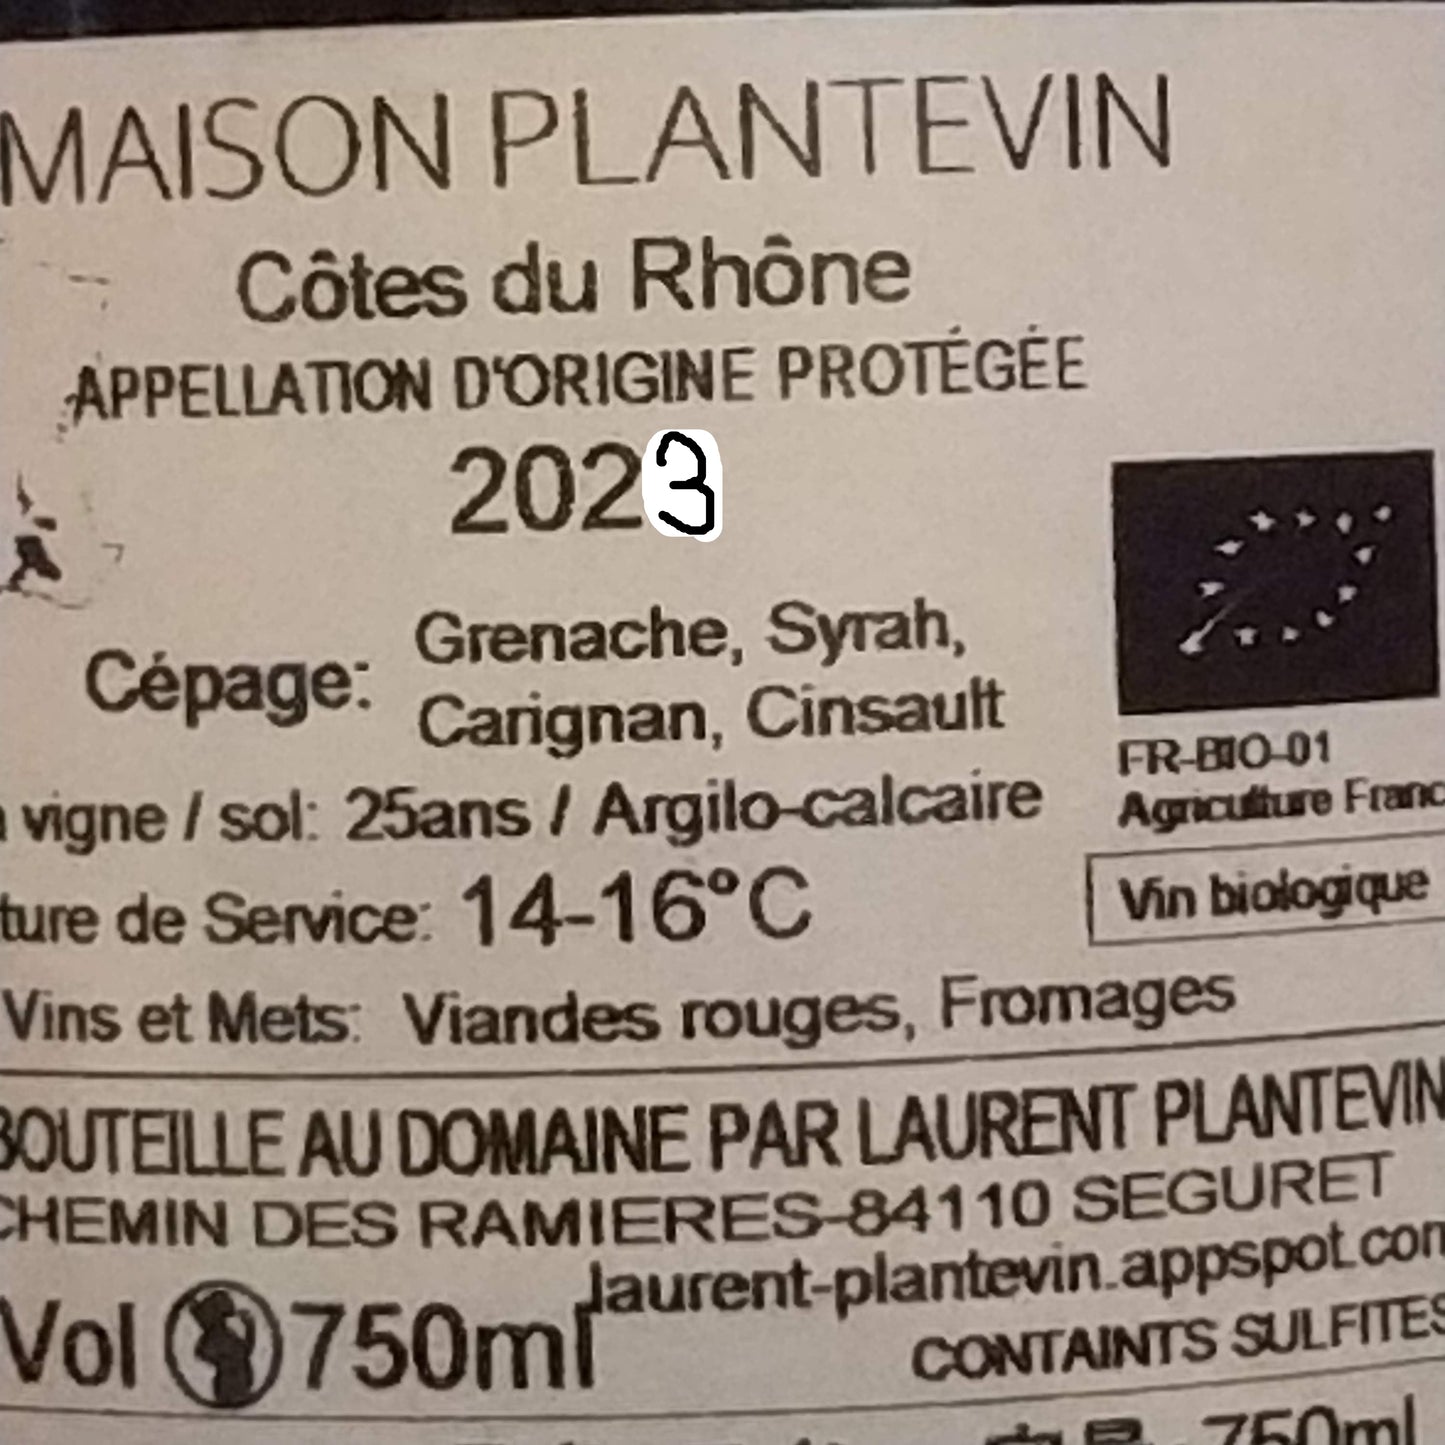 MAISON PLANTEVIN
Côtes du Rhône
APPELLATION D'ORIGINE PROTÉGÉE
2023
Cépage: Grenache, Syrah,
Carignan, Cinsault
FR-BIO-01
Agriculture Franc
vigne / sol: 25ans / Argilo-calcaire
Vin biologique
ture de Service: 14-16°C
Vins et Mets: Viandes rouges, Fromages
BOUTEILLE AU DOMAINE PAR LAURENT PLANTEVIN
CHEMIN DES RAMIERES-84110 SEGURET
laurent-plantevin.appspot.com
Vol 750ml
CONTAINTS SULFITES
750ml